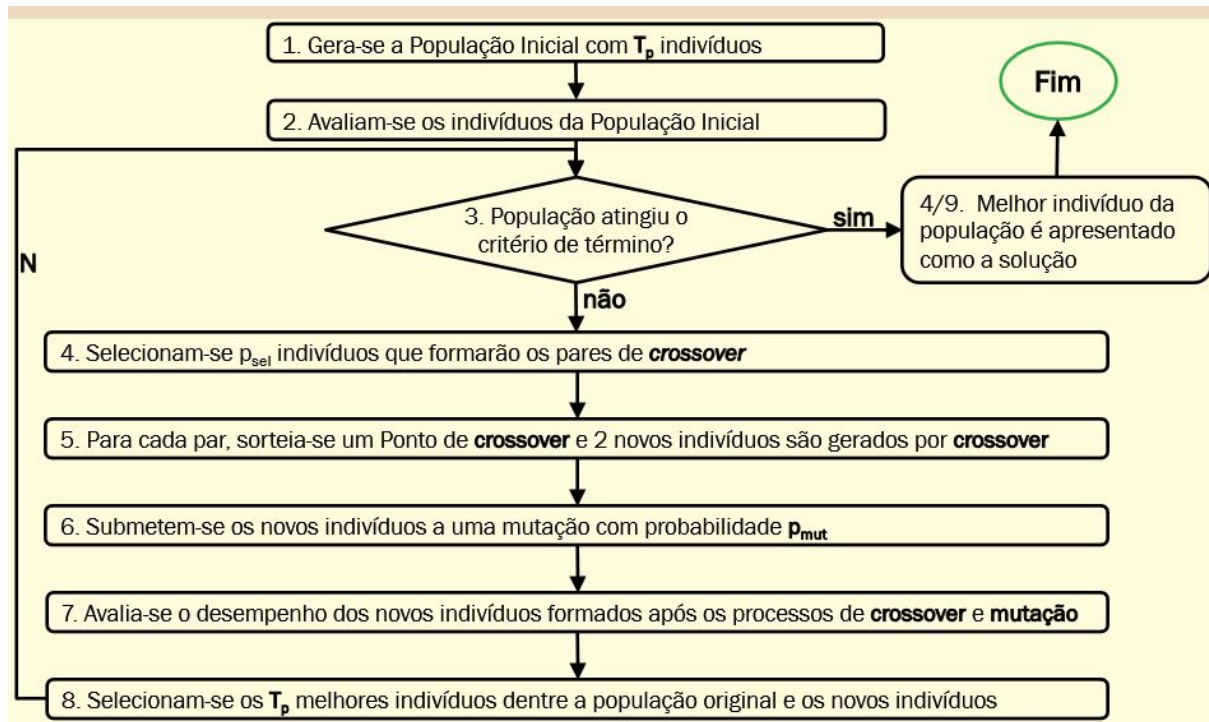 1. Gera-se a População Inicial com Tp indivíduos
Fim
2. Avaliam-se os indivíduos da População Inicial
3. População atingiu o
critério de término?
sim
4/9. Melhor indivíduo da
população é apresentado
como a solução
N
não
4. Selecionam-se psel indivíduos que formarão os pares de crossover
5. Para cada par, sorteia-se um Ponto de crossover e 2 novos indivíduos são gerados por crossover
6. Submetem-se os novos indivíduos a uma mutação com probabilidade pmut
7. Avalia-se o desempenho dos novos indivíduos formados após os processos de crossover e mutação
8. Selecionam-se os Tp melhores indivíduos dentre a população original e os novos indivíduos